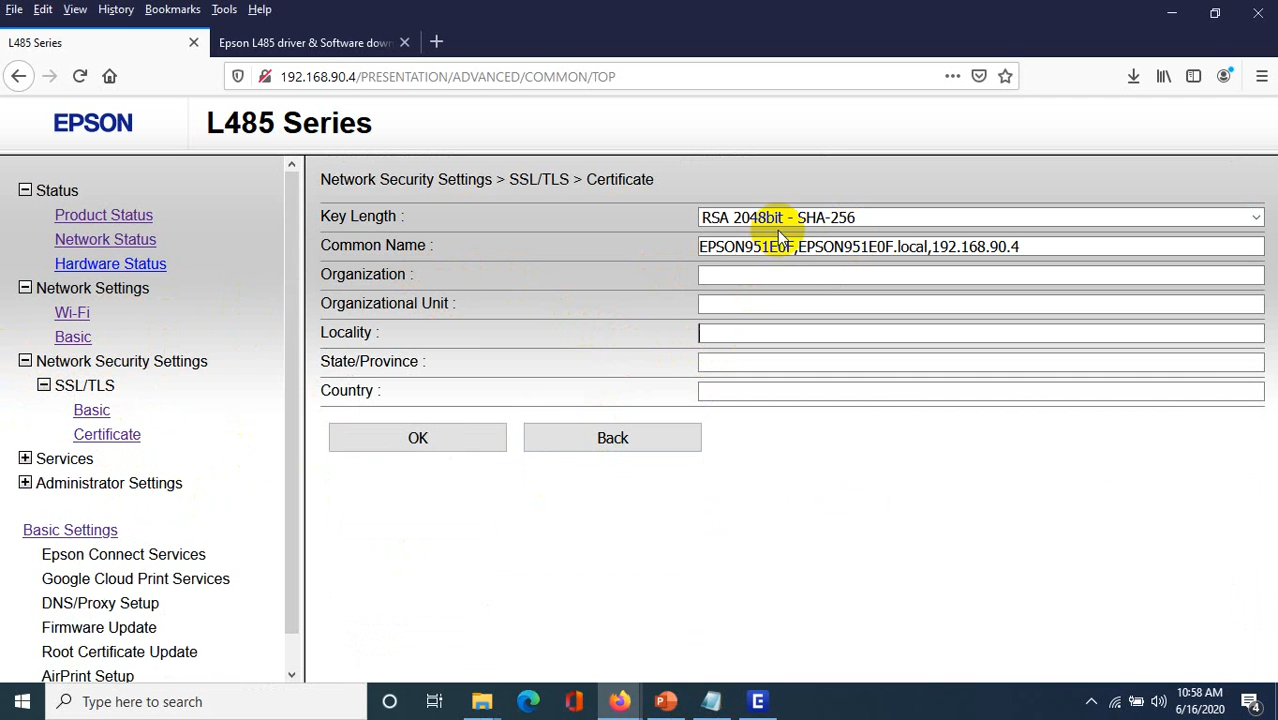 File Edit View History Bookmarks Tools Help
L485 Series
Epson L485 driver & Software dow
192.168.90.4/PRESENTATION/ADVANCED/COMMON/TOP
EPSON
L485 Series
Status
Product Status
Network Status
Hardware Status
Network Settings
Wi-Fi
Basic
Network Security Settings
SSL/TLS
Basic
Certificate
Services
Administrator Settings
Basic Settings
Epson Connect Services
Google Cloud Print Services
DNS/Proxy Setup
Firmware Update
Root Certificate Update
AirPrint Setup
Network Security Settings > SSL/TLS > Certificate
Key Length : RSA 2048bit - SHA-256
Common Name : EPSON951E0F,EPSON951E0F.local,192.168.90.4
Organization :
Organizational Unit :
Locality :
State/Province :
Country :
OK Back
Type here to search
10:58 AM
6/16/2020
4